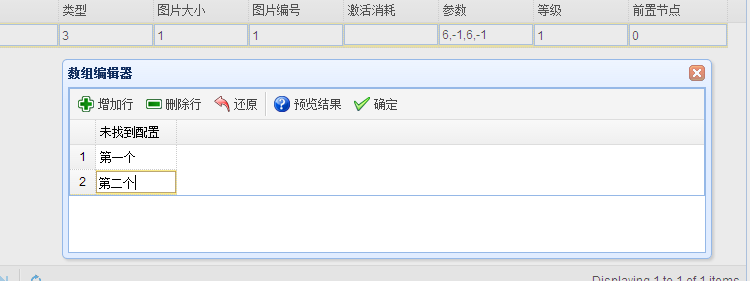 类型 图片大小 图片编号 激活消耗 参数 等级 前置节点
3 1 1 6,-1,6,-1 1 0
数组编辑器
增加行 删除行 还原 预览结果 确定
未找到配置
1 第一个
2 第二个
Displaying 1 to 1 of 1 items